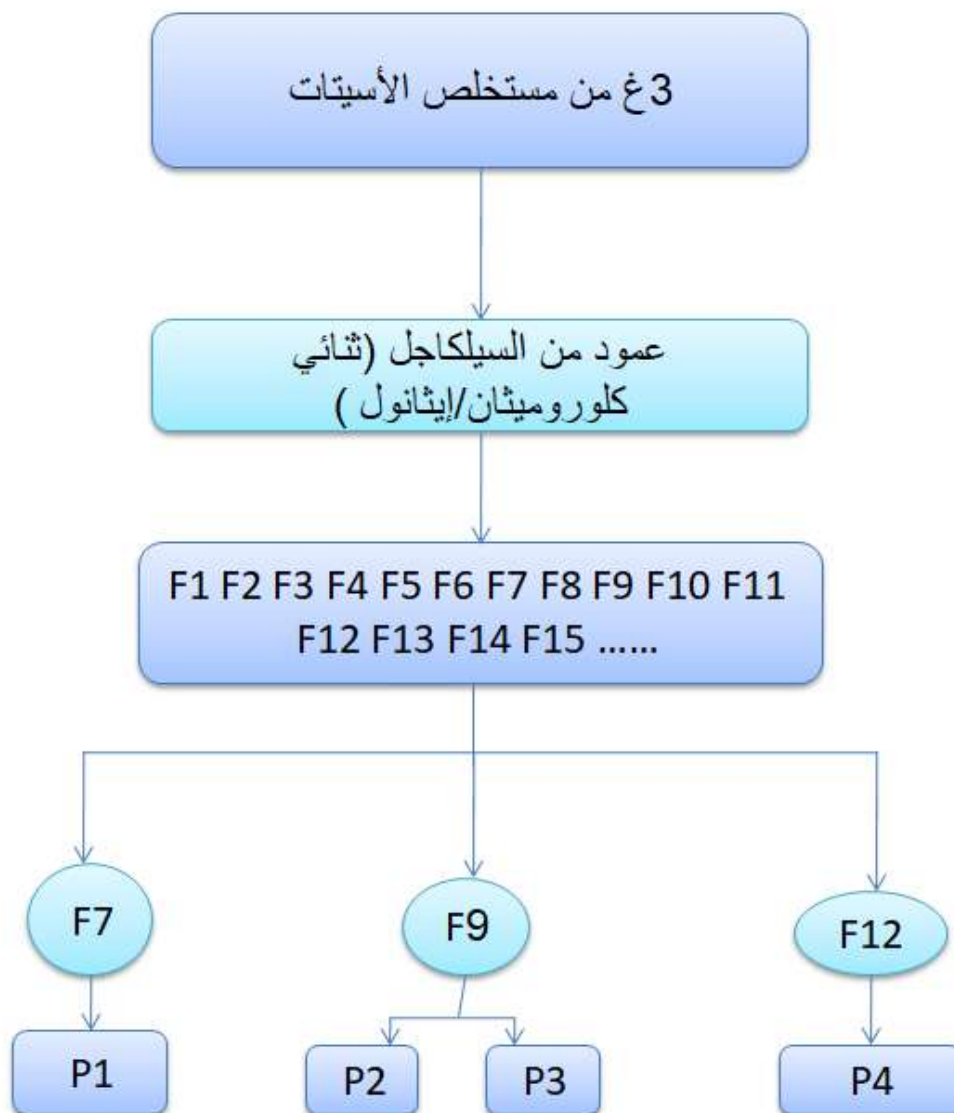 3غ من مستخلص الأسيتات
عمود من السيلكاجل (ثنائي
كلوروميثان/إيثانول )
F1 F2 F3 F4 F5 F6 F7 F8 F9 F10 F11
F12 F13 F14 F15 ......
F7
F9
F12
P1
P2
P3
P4